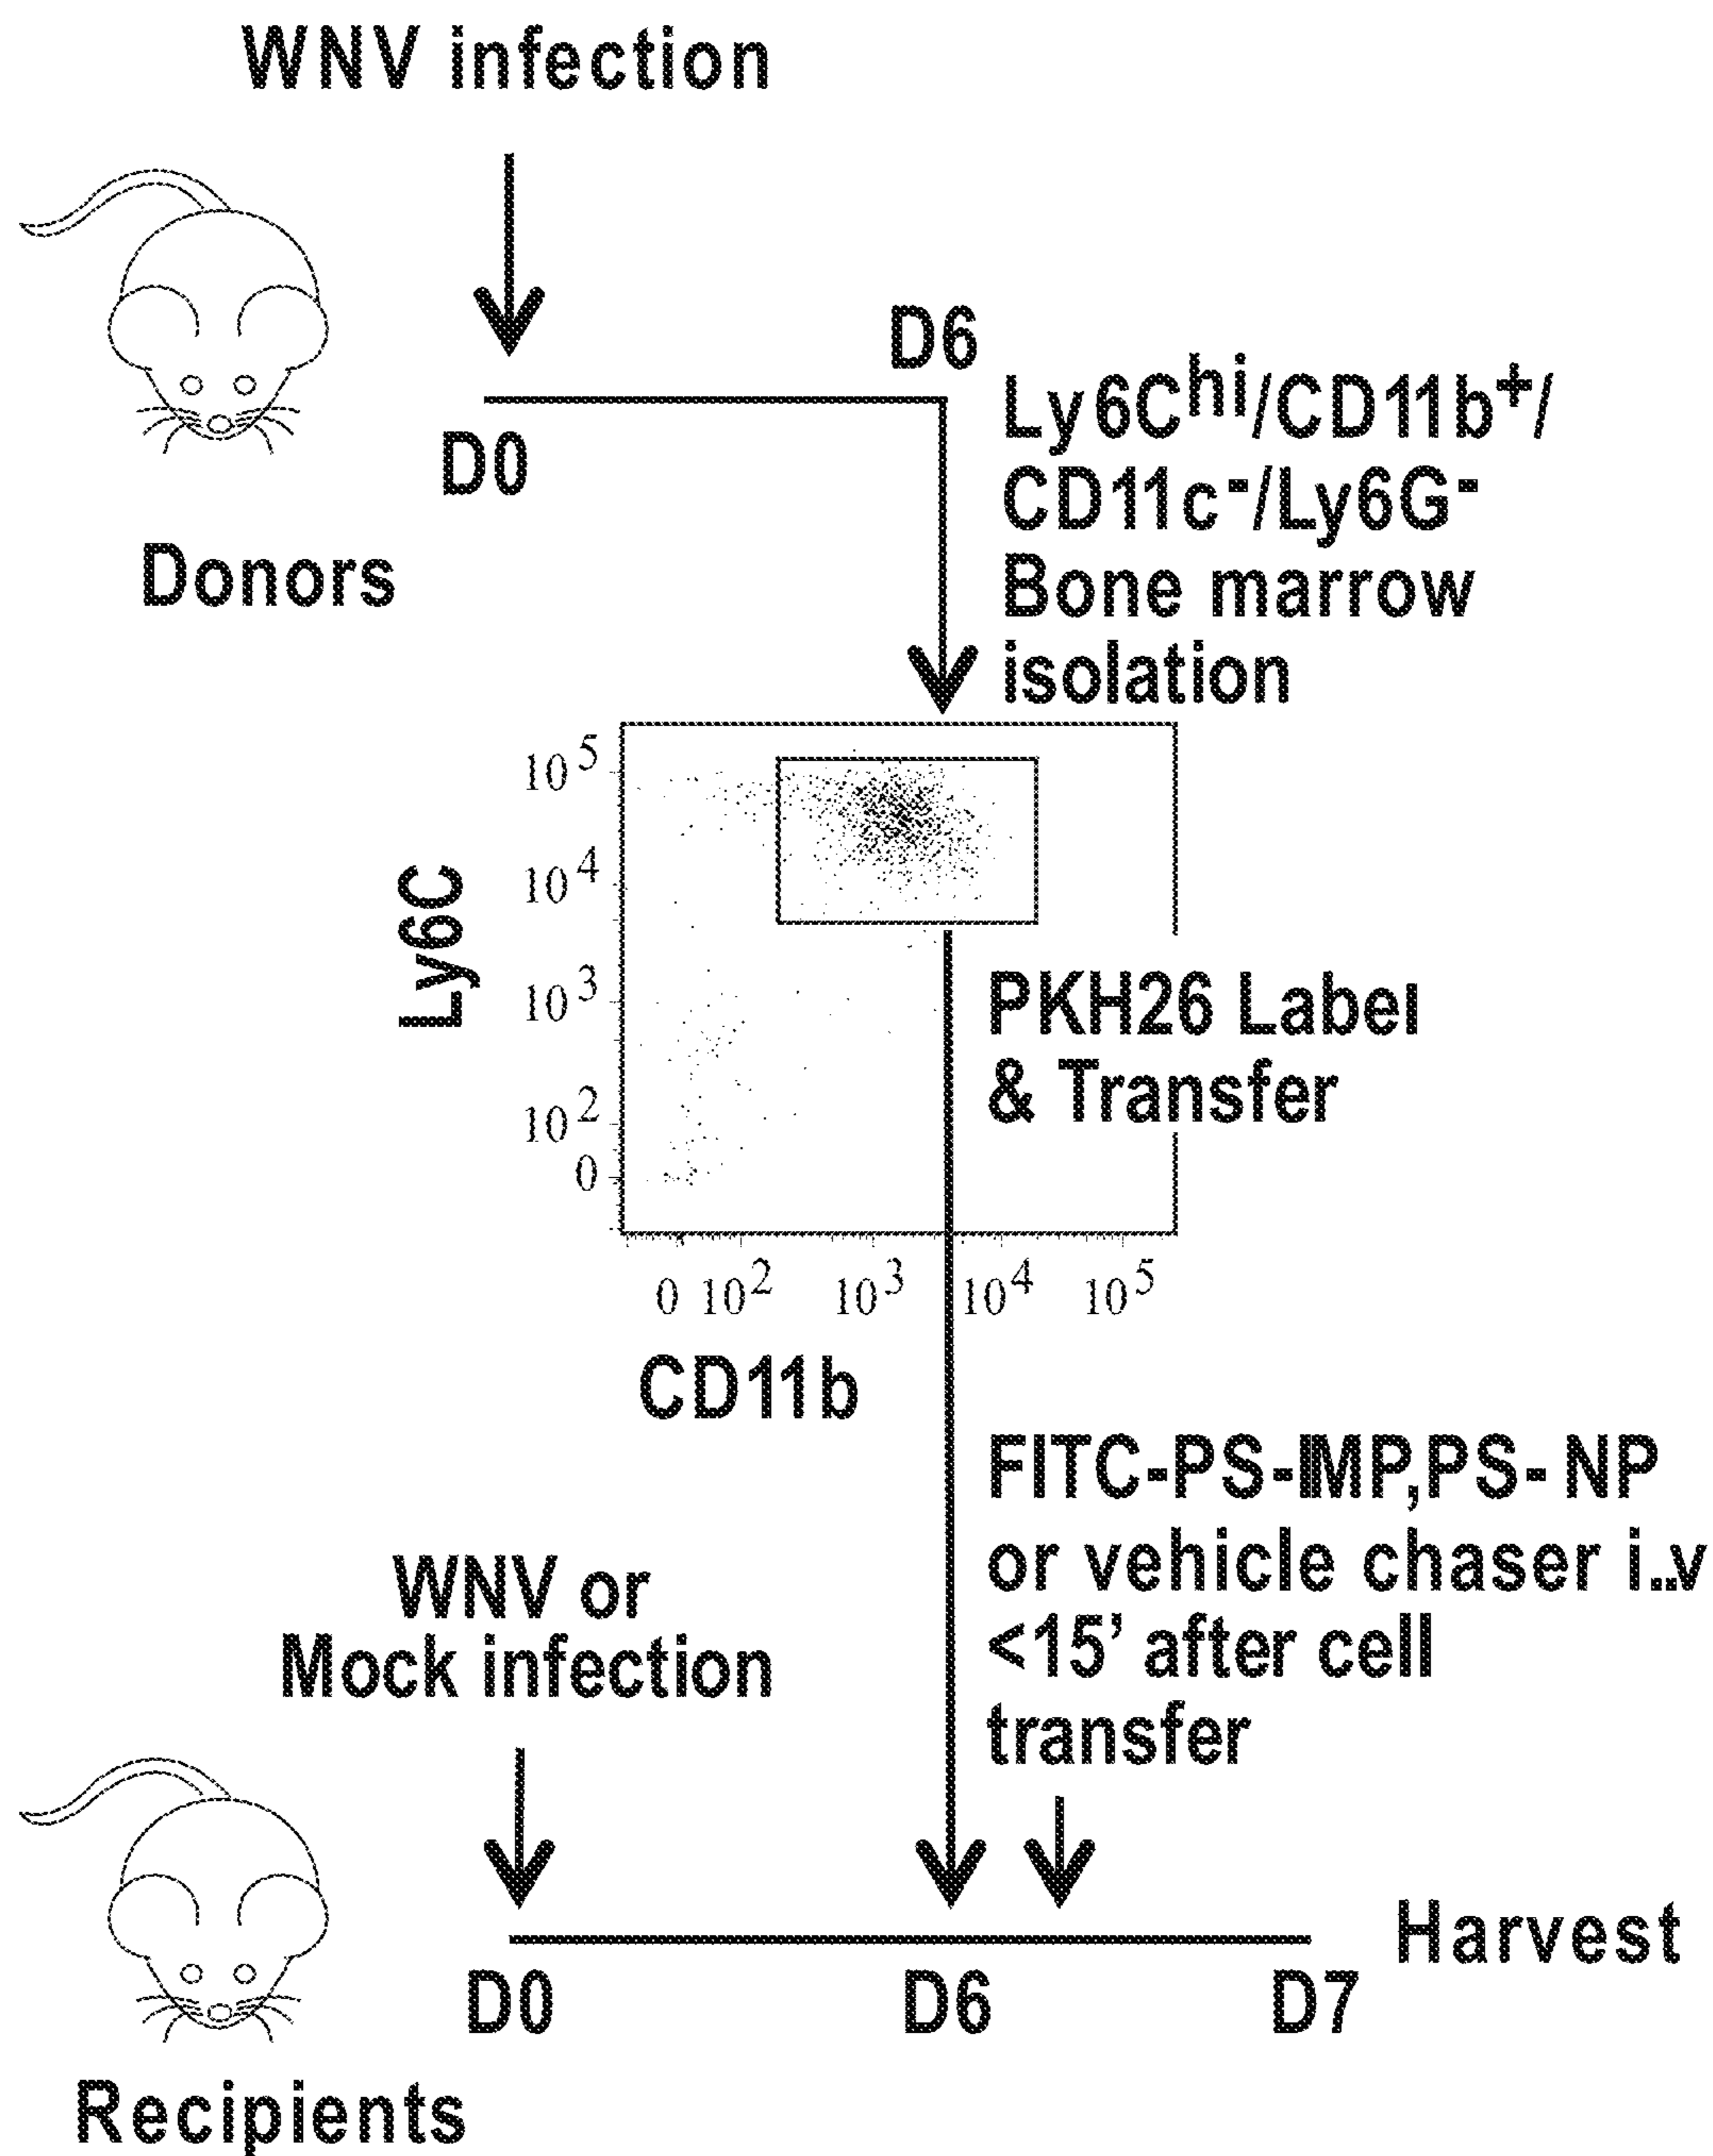 WNV infection
D6
D0
Donors
Ly6Chi/CD11b+/
CD11c-/Ly6G-
Bone marrow
isolation
10^5
10^4
10^3
10^2
0
Ly6C
PKH26 Label
& Transfer
0 10^2 10^3 10^4 10^5
CD11b
FITC-PS-IMP,PS- NP
or vehicle chaser i..v
<15' after cell
transfer
WNV or
Mock infection
D0 D6 D7
Harvest
Recipients